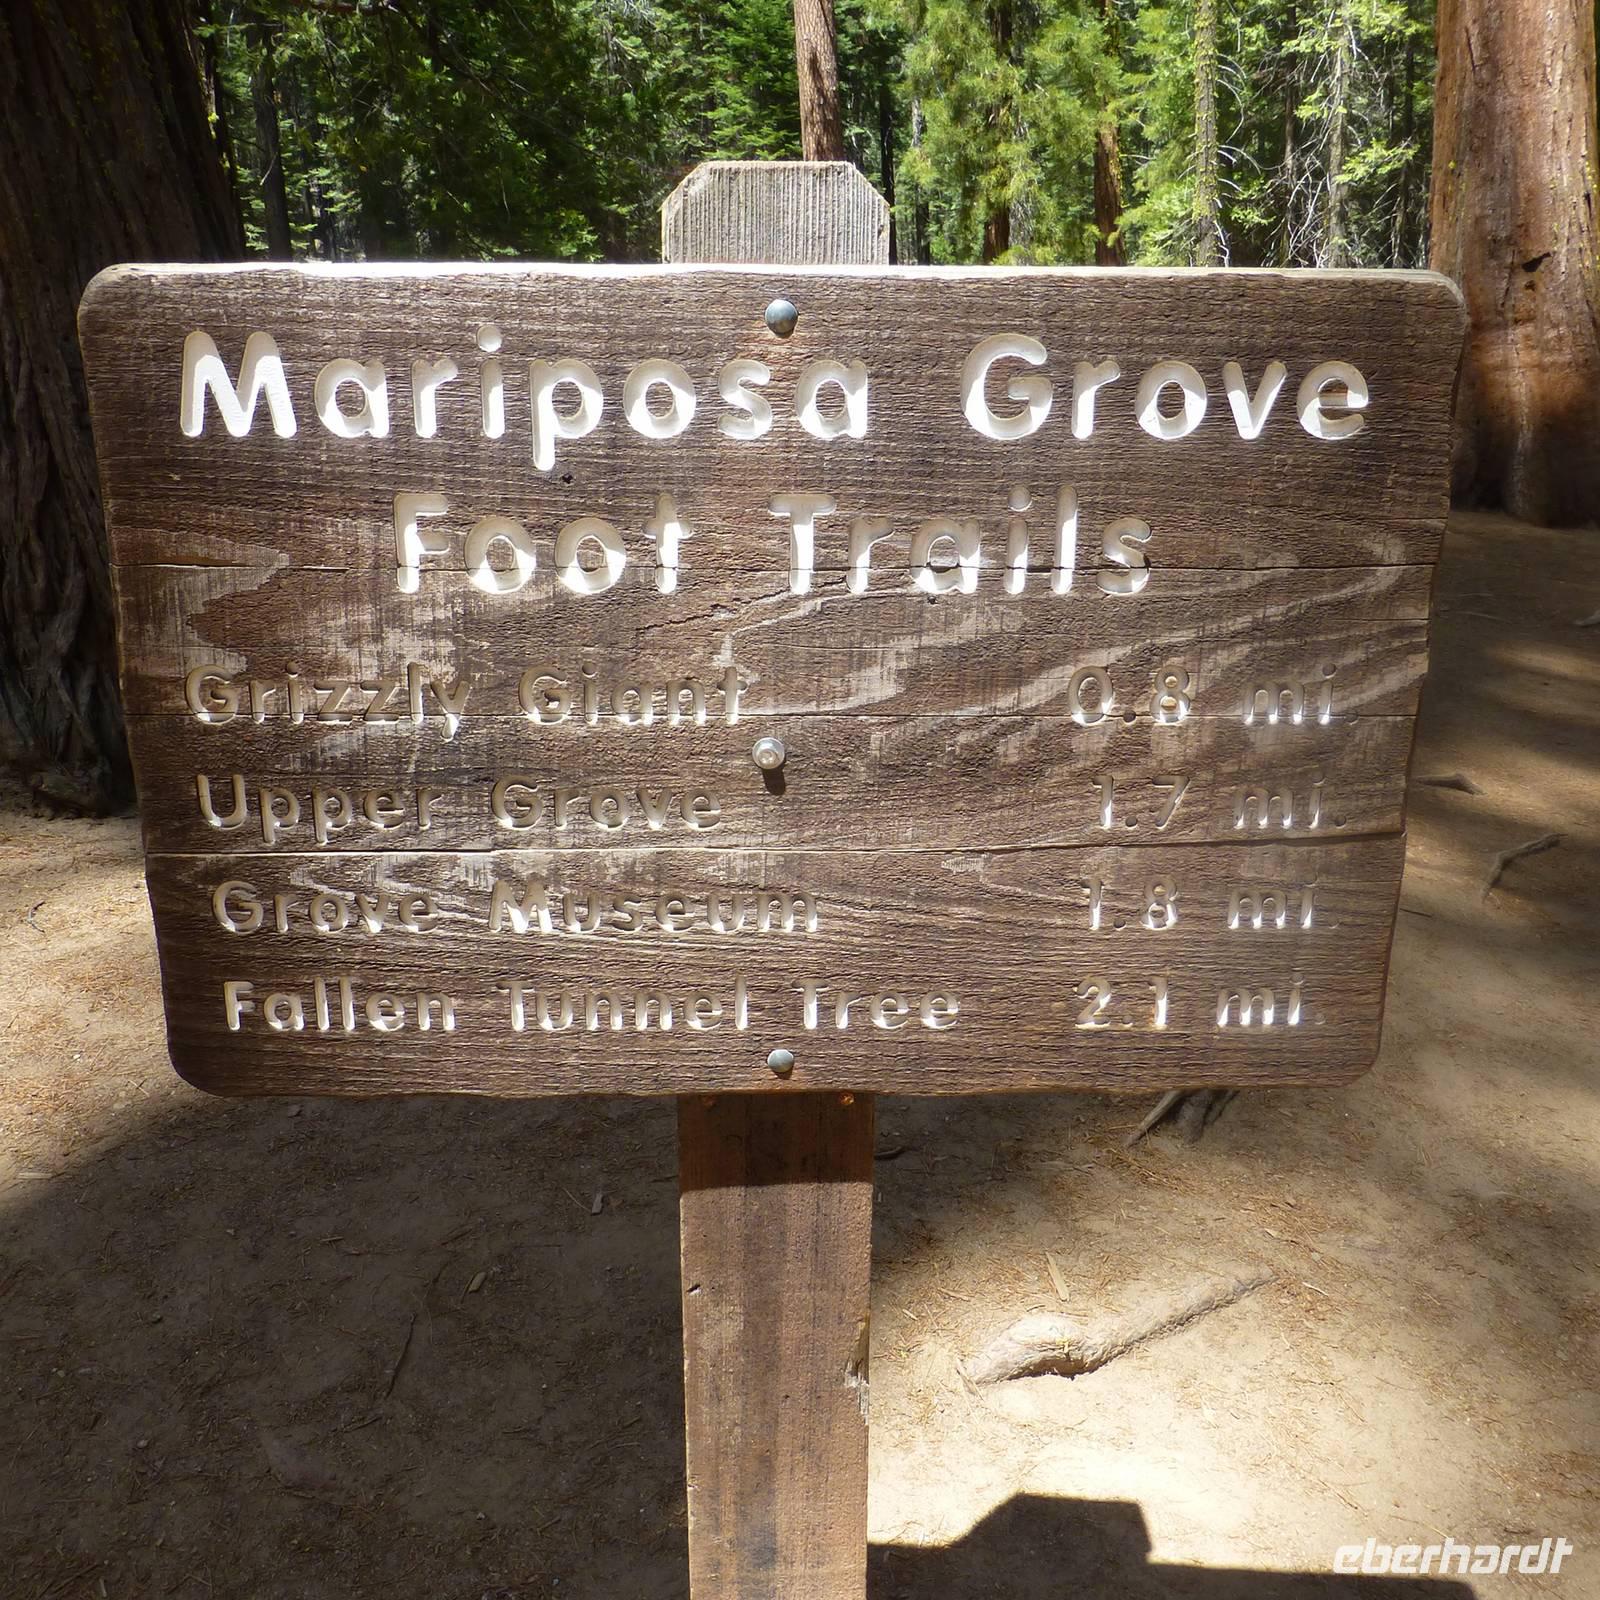 Mariposa Grove
Foot Trails
Grizzly Giant 0.8 mi.
Upper Grove 1.7 mi.
Grove Museum 1.8 mi.
Fallen Tunnel Tree 2.1 mi.
eberhardt